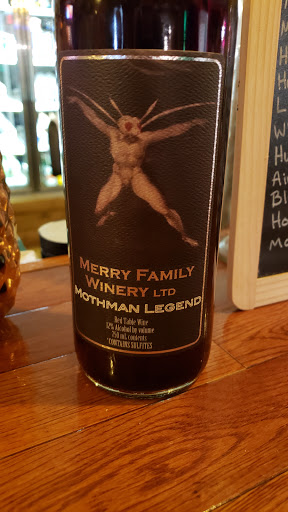 Merry Family
Winery Ltd
Mothman Legend
Red Table Wine
12% Alcohol by volume
750 mL contents
*CONTAINS SULFITES